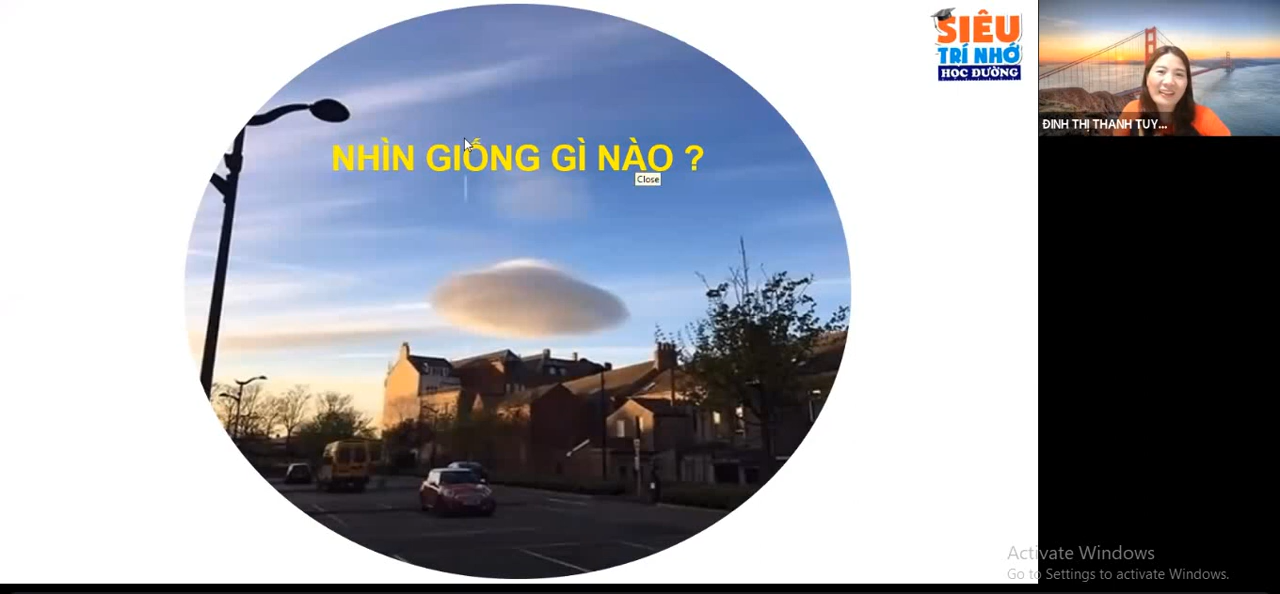 SIÊU
TRÍ NHỚ
HỌC ĐƯỜNG
NHÌN GIỐNG GÌ NÀO ?
Close
ĐINH THỊ THANH TUY...
Activate Windows
Go to Settings to activate Windows.